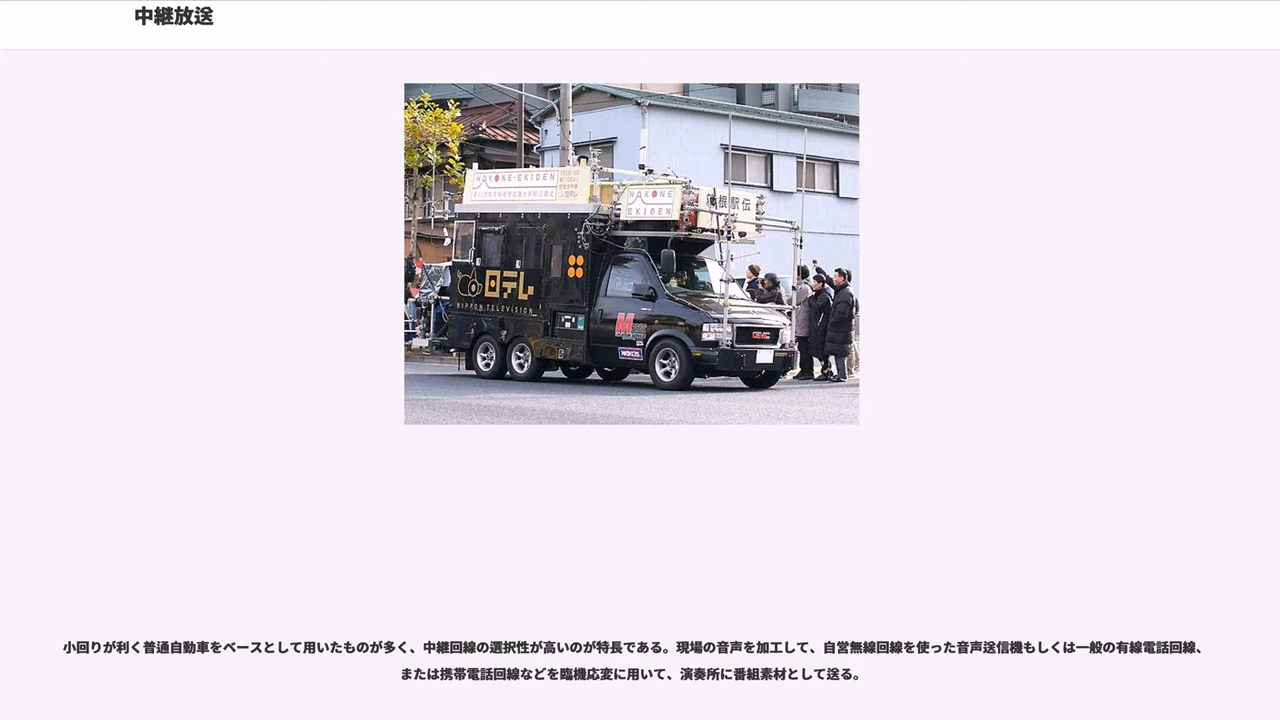 中継放送
HAKONE-EKIDEN
日テレ
HAKONE
EKIDEN
箱根駅伝
日テレ
NIPPON TELEVISION
M
GMC
WAKO'S
小回りが利く普通自動車をベースとして用いたものが多く、中継回線の選択性が高いのが特長である。現場の音声を加工して、自営無線回線を使った音声送信機もしくは一般の有線電話回線、
または携帯電話回線などを臨機応変に用いて、演奏所に番組素材として送る。